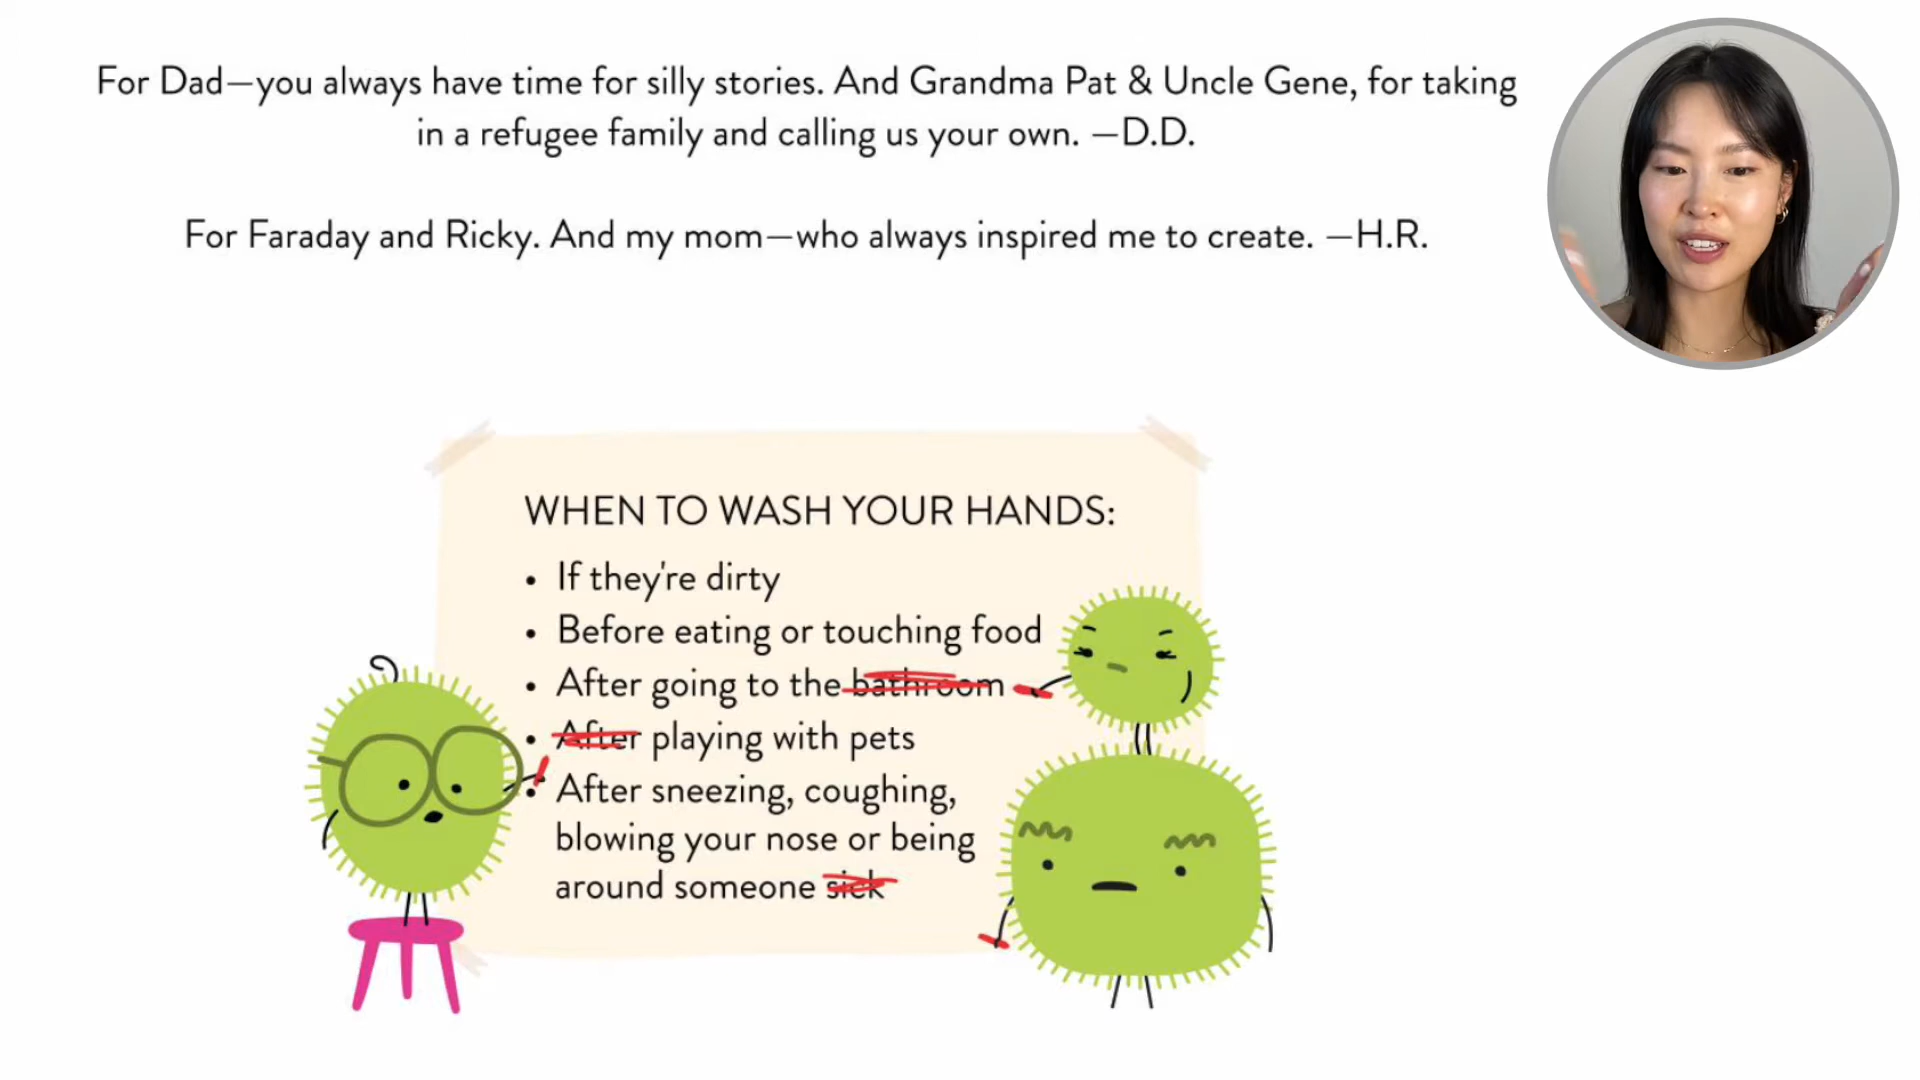 For Dad—you always have time for silly stories. And Grandma Pat & Uncle Gene, for taking
in a refugee family and calling us your own. —D.D.
For Faraday and Ricky. And my mom—who always inspired me to create. —H.R.
WHEN TO WASH YOUR HANDS:
• If they're dirty
• Before eating or touching food
• After going to the bathroom
• After playing with pets
• After sneezing, coughing,
blowing your nose or being
around someone sick